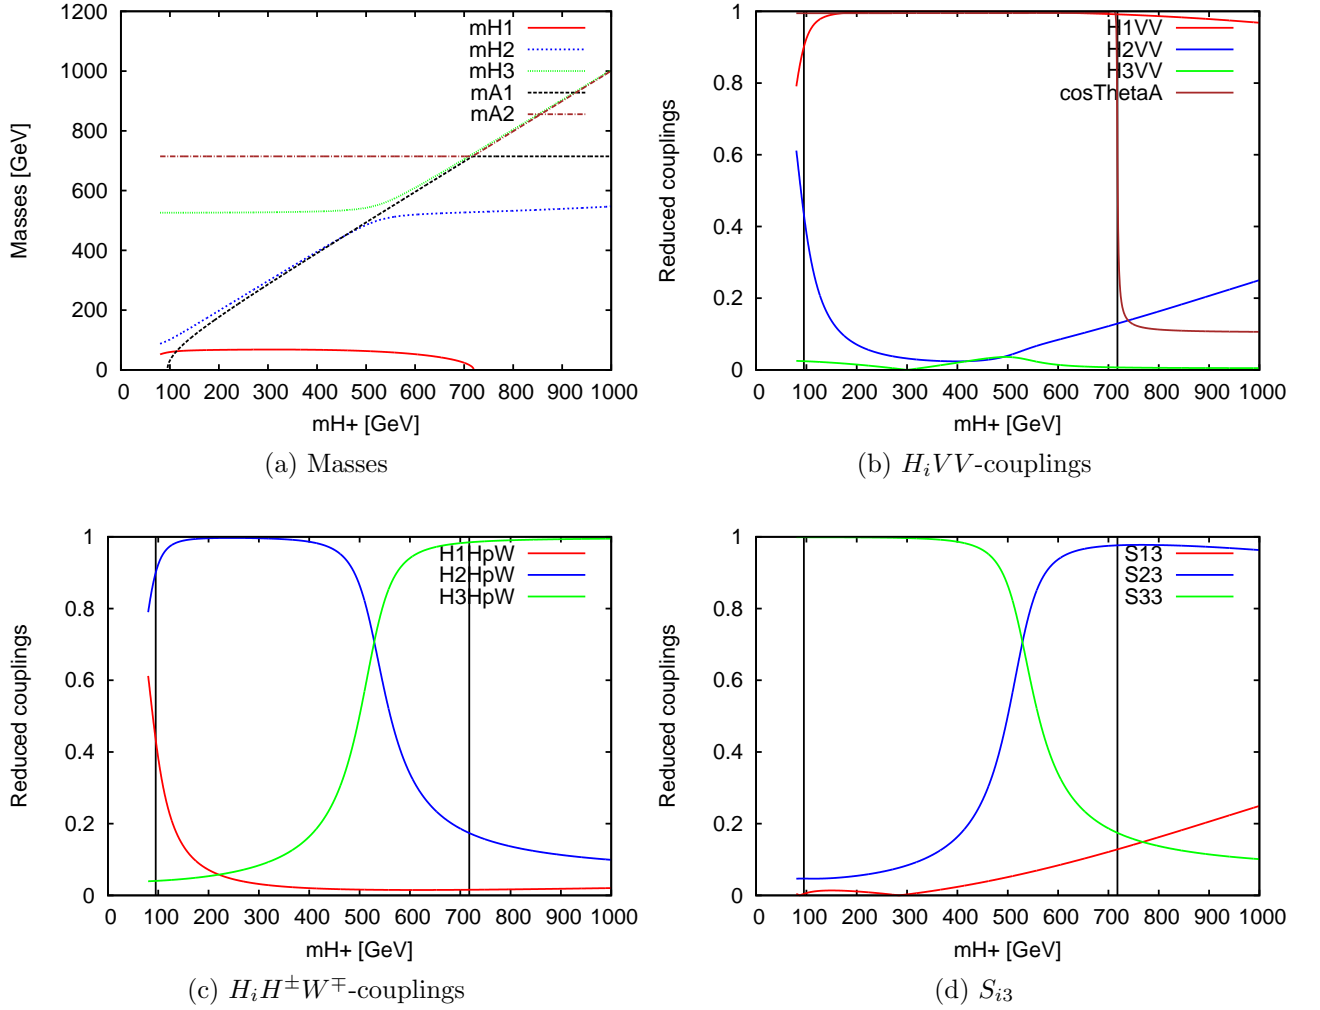 mH1
mH2
mH3
mA1
mA2
1200
1000
800
600
400
200
0
0 100 200 300 400 500 600 700 800 900 1000
Masses [GeV]
mH+ [GeV]
(a) Masses
H1VV
H2VV
H3VV
cosThetaA
1
0.8
0.6
0.4
0.2
0
0 100 200 300 400 500 600 700 800 900 1000
Reduced couplings
mH+ [GeV]
(b) $H_iVV$-couplings
H1HpW
H2HpW
H3HpW
1
0.8
0.6
0.4
0.2
0
0 100 200 300 400 500 600 700 800 900 1000
Reduced couplings
mH+ [GeV]
(c) $H_iH^{\pm}W^{\mp}$-couplings
S13
S23
S33
1
0.8
0.6
0.4
0.2
0
0 100 200 300 400 500 600 700 800 900 1000
Reduced couplings
mH+ [GeV]
(d) $S_{i3}$